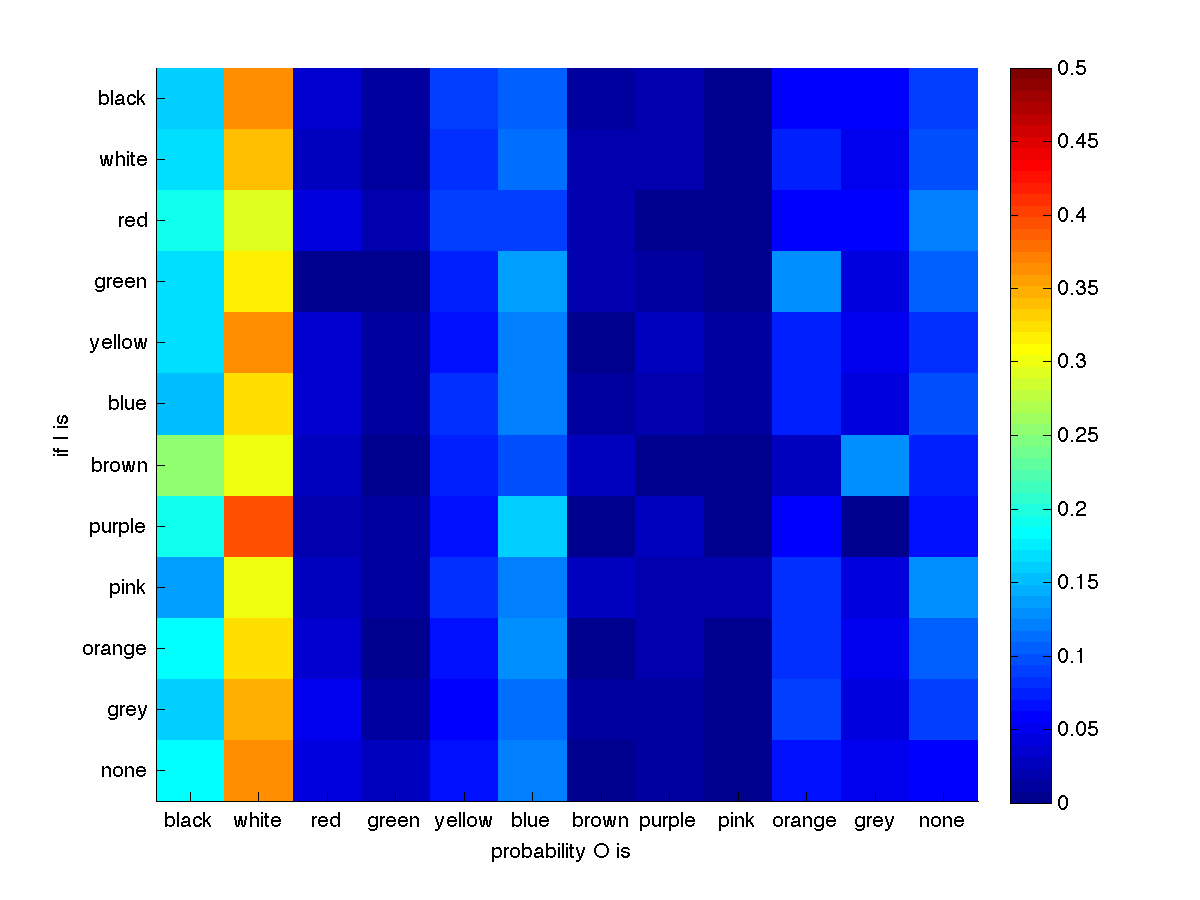 black
white
red
green
yellow
blue
brown
purple
pink
orange
grey
none
if I is
black white red green yellow blue brown purple pink orange grey none
probability O is
0.5
0.45
0.4
0.35
0.3
0.25
0.2
0.15
0.1
0.05
0